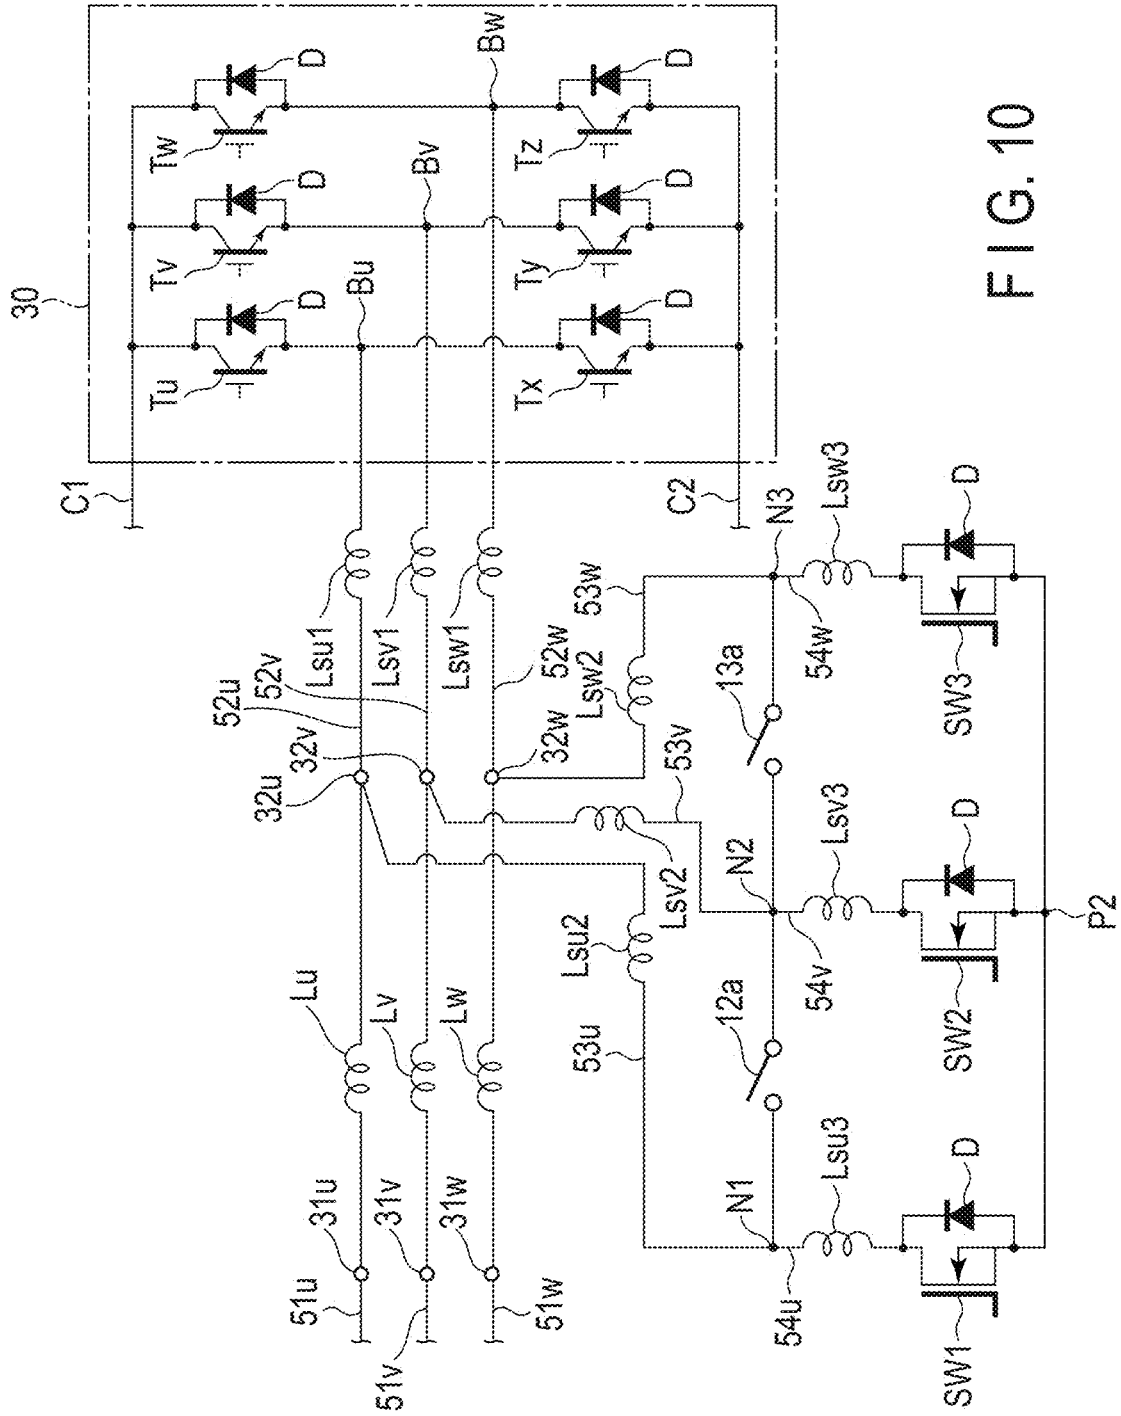 FIG. 10
30
C1
C2
Tu
Tv
Tw
Tx
Ty
Tz
D
D
D
D
D
D
Bu
Bv
Bw
Lsu1
Lsv1
Lsw1
52u
52v
52w
32u
32v
32w
Lu
Lv
Lw
31u
31v
31w
51u
51v
51w
Lsu2
Lsv2
Lsw2
53u
53v
53w
N1
N2
N3
12a
13a
54u
54v
54w
Lsu3
Lsv3
Lsw3
D
D
D
SW1
SW2
SW3
P2